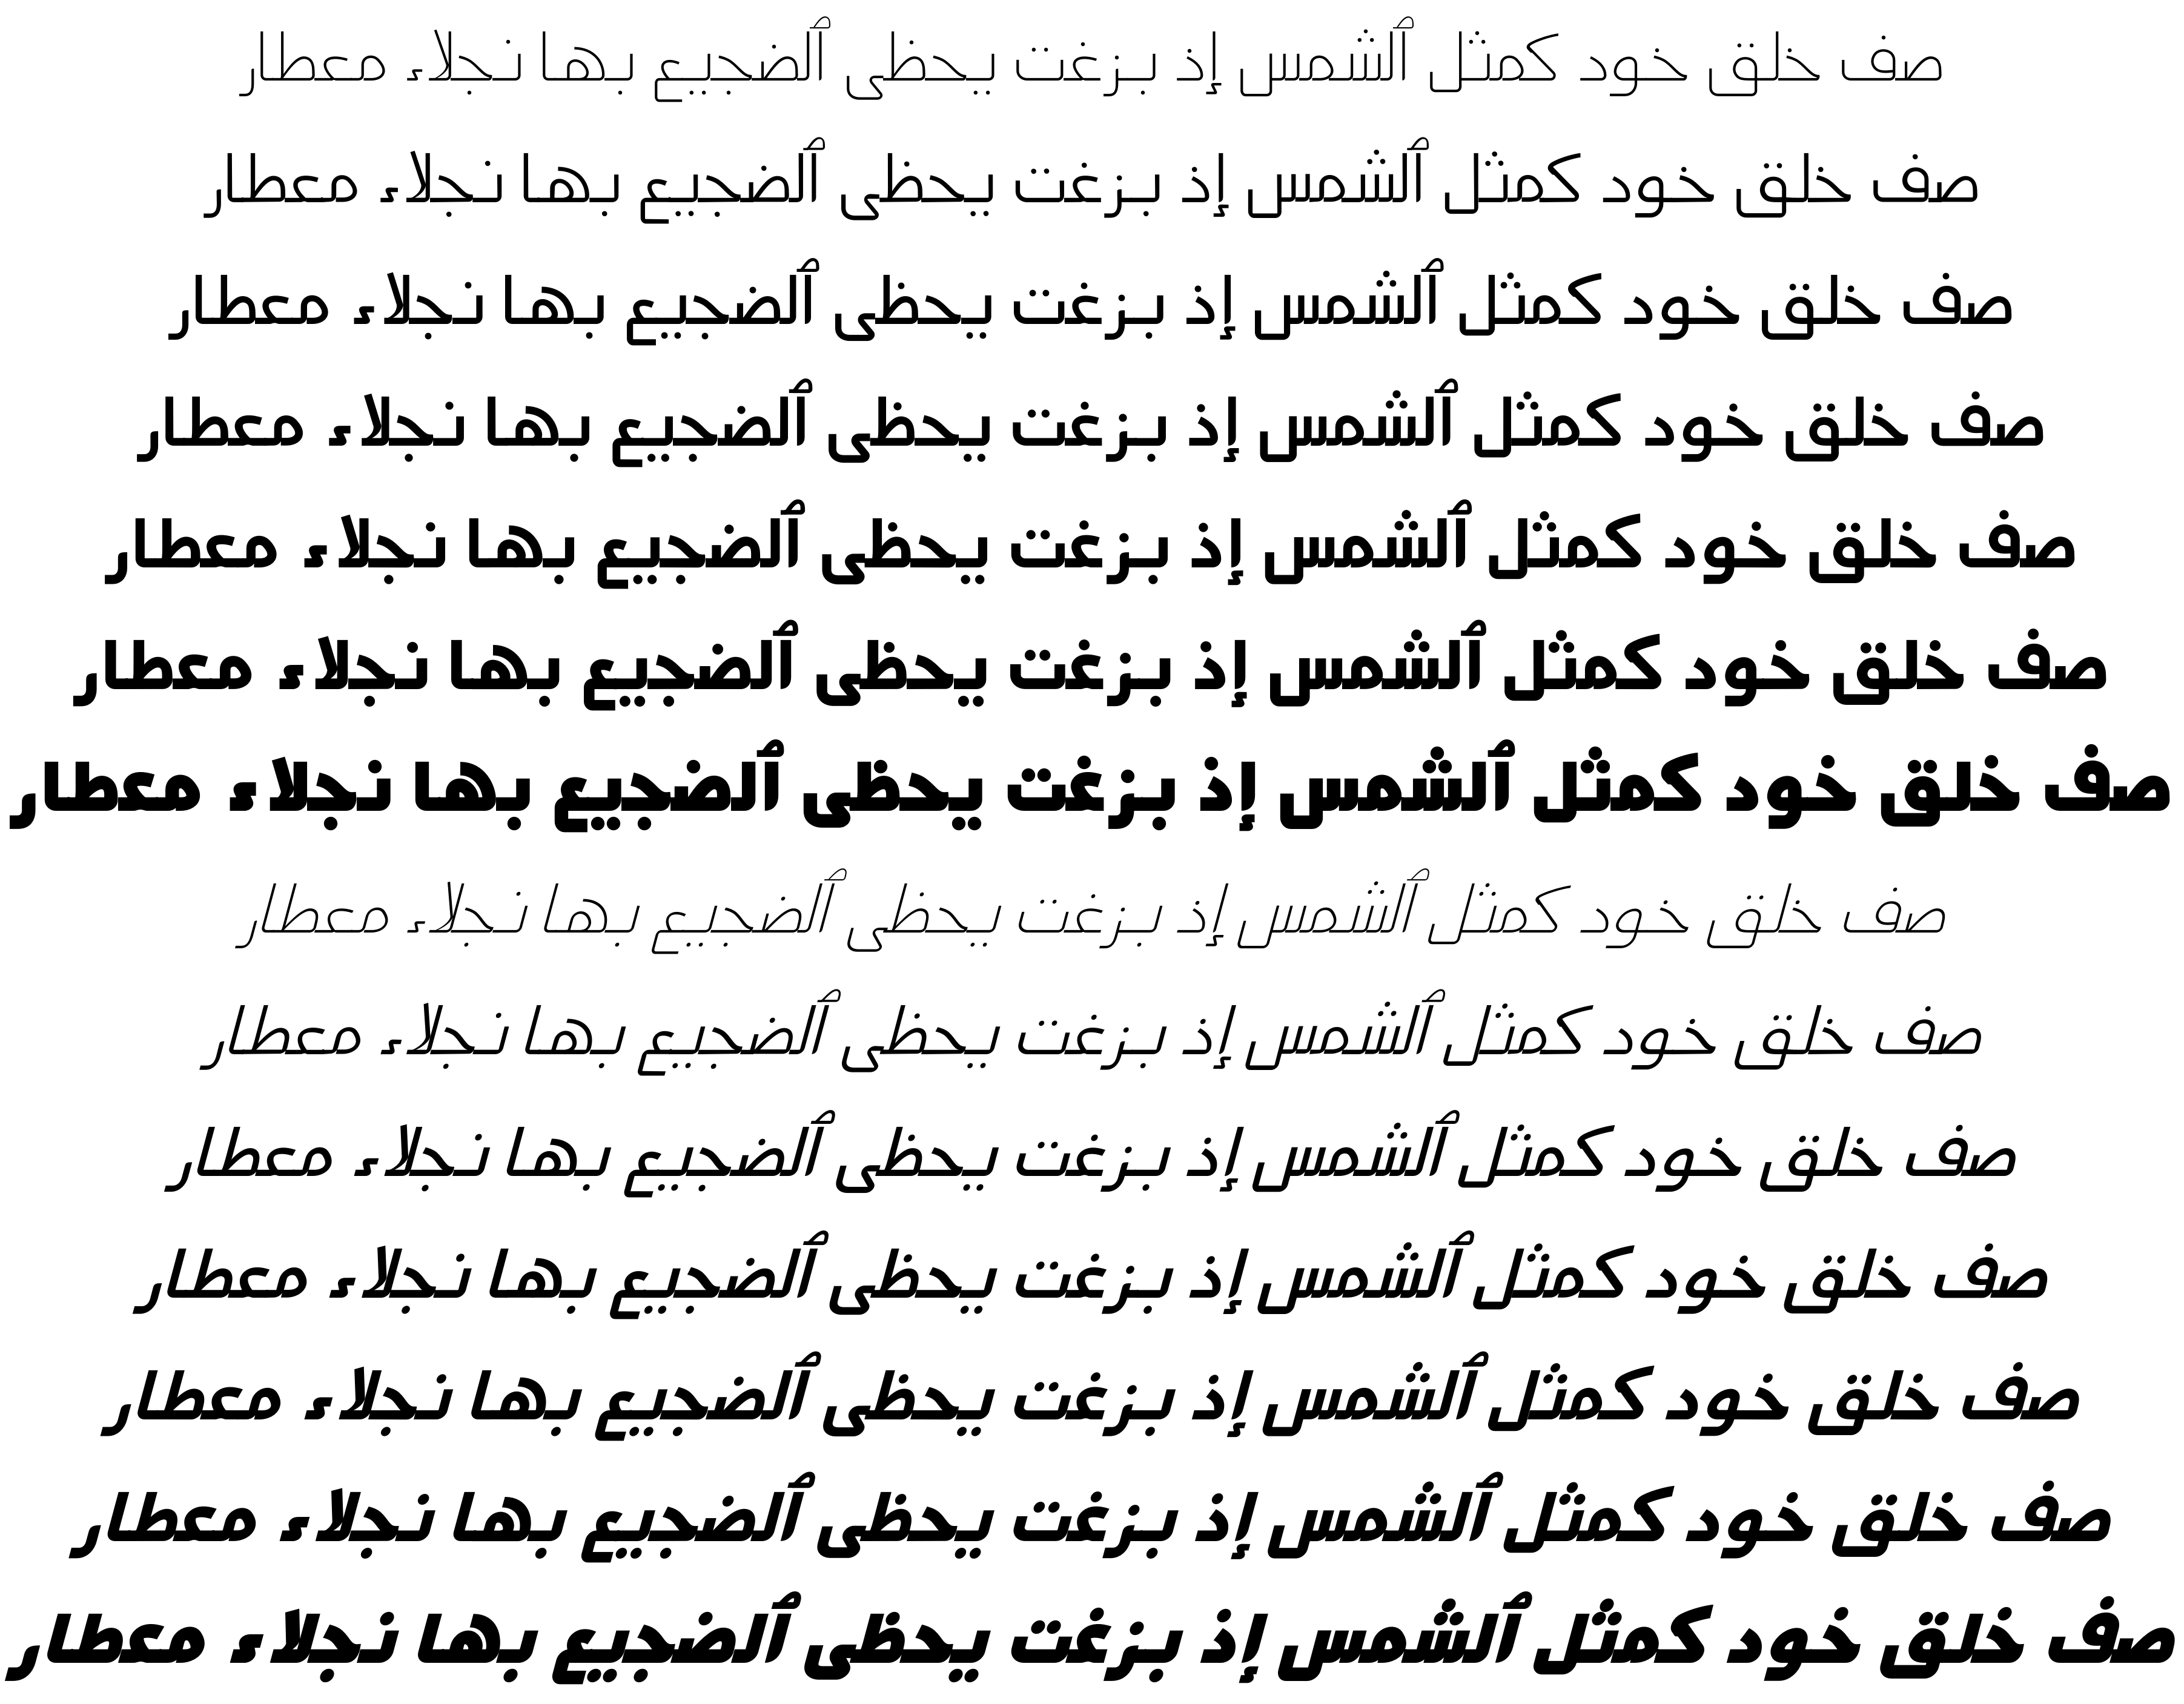 صف خلق خود كمثل ٱلشمس إذ بزغت يحظى ٱلضجيع بها نجلاء معطار
صف خلق خود كمثل ٱلشمس إذ بزغت يحظى ٱلضجيع بها نجلاء معطار
صف خلق خود كمثل ٱلشمس إذ بزغت يحظى ٱلضجيع بها نجلاء معطار
صف خلق خود كمثل ٱلشمس إذ بزغت يحظى ٱلضجيع بها نجلاء معطار
صف خلق خود كمثل ٱلشمس إذ بزغت يحظى ٱلضجيع بها نجلاء معطار
صف خلق خود كمثل ٱلشمس إذ بزغت يحظى ٱلضجيع بها نجلاء معطار
صف خلق خود كمثل ٱلشمس إذ بزغت يحظى ٱلضجيع بها نجلاء معطار
صف خلق خود كمثل ٱلشمس إذ بزغت يحظى ٱلضجيع بها نجلاء معطار
صف خلق خود كمثل ٱلشمس إذ بزغت يحظى ٱلضجيع بها نجلاء معطار
صف خلق خود كمثل ٱلشمس إذ بزغت يحظى ٱلضجيع بها نجلاء معطار
صف خلق خود كمثل ٱلشمس إذ بزغت يحظى ٱلضجيع بها نجلاء معطار
صف خلق خود كمثل ٱلشمس إذ بزغت يحظى ٱلضجيع بها نجلاء معطار
صف خلق خود كمثل ٱلشمس إذ بزغت يحظى ٱلضجيع بها نجلاء معطار
صف خلق خود كمثل ٱلشمس إذ بزغت يحظى ٱلضجيع بها نجلاء معطار